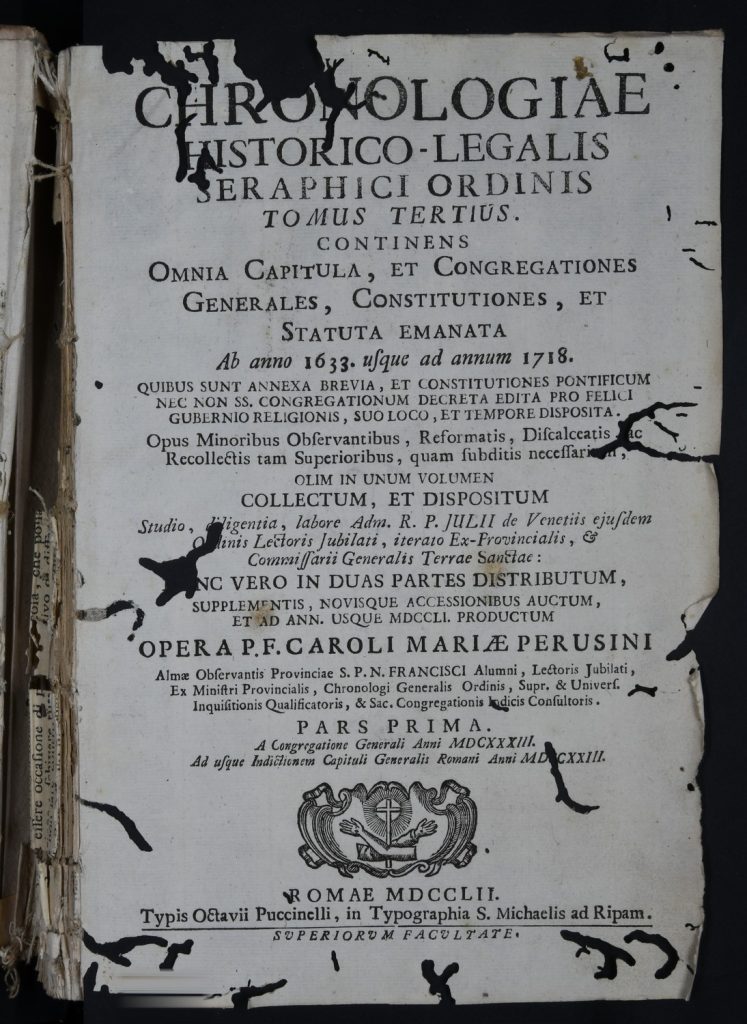 CHRONOLOGIAE
HISTORICO-LEGALIS
SERAPHICI ORDINIS
TOMUS TERTIUS.
CONTINENS
OMNIA CAPITULA, ET CONGREGATIONES
GENERALES, CONSTITUTIONES, ET
STATUTA EMANATA
Ab anno 1633. uſque ad annum 1718.
QUIBUS SUNT ANNEXA BREVIA, ET CONSTITUTIONES PONTIFICUM
NEC NON SS. CONGREGATIONUM DECRETA EDITA PRO FELICI
GUBERNIO RELIGIONIS, SUO LOCO, ET TEMPORE DISPOSITA.
Opus Minoribus Obſervantibus, Reformatis, Diſcalceatis, ac
Recollectis tam Superioribus, quam ſubditis neceſſarium,
OLIM IN UNUM VOLUMEN
COLLECTUM, ET DISPOSITUM
Studio, diligentia, labore Adm. R. P. JULII de Venetiis ejuſdem
Ordinis Lectoris Jubilati, iterato Ex-Provincialis, &
Commiſſarii Generalis Terrae Sanctae:
NC VERO IN DUAS PARTES DISTRIBUTUM,
SUPPLEMENTIS, NOVISQUE ACCESSIONIBUS AUCTUM,
ET AD ANN. USQUE MDCCLI. PRODUCTUM
OPERA P. F. CAROLI MARIÆ PERUSINI
Almæ Obſervantis Provinciae S. P. N. FRANCISCI Alumni, Lectoris Jubilati,
Ex Miniſtri Provincialis, Chronologi Generalis Ordinis, Supr. & Univerſ.
Inquiſitionis Qualificatoris, & Sac. Congregationis Indicis Conſultoris.
PARS PRIMA.
A Congregatione Generali Anni MDCXXXIII.
Ad uſque Indictionem Capituli Generalis Romani Anni MDCCXXIII.
ROMAE MDCCLII.
Typis Octavii Puccinelli, in Typographia S. Michaelis ad Ripam.
SVPERIORVM FACULTATE.